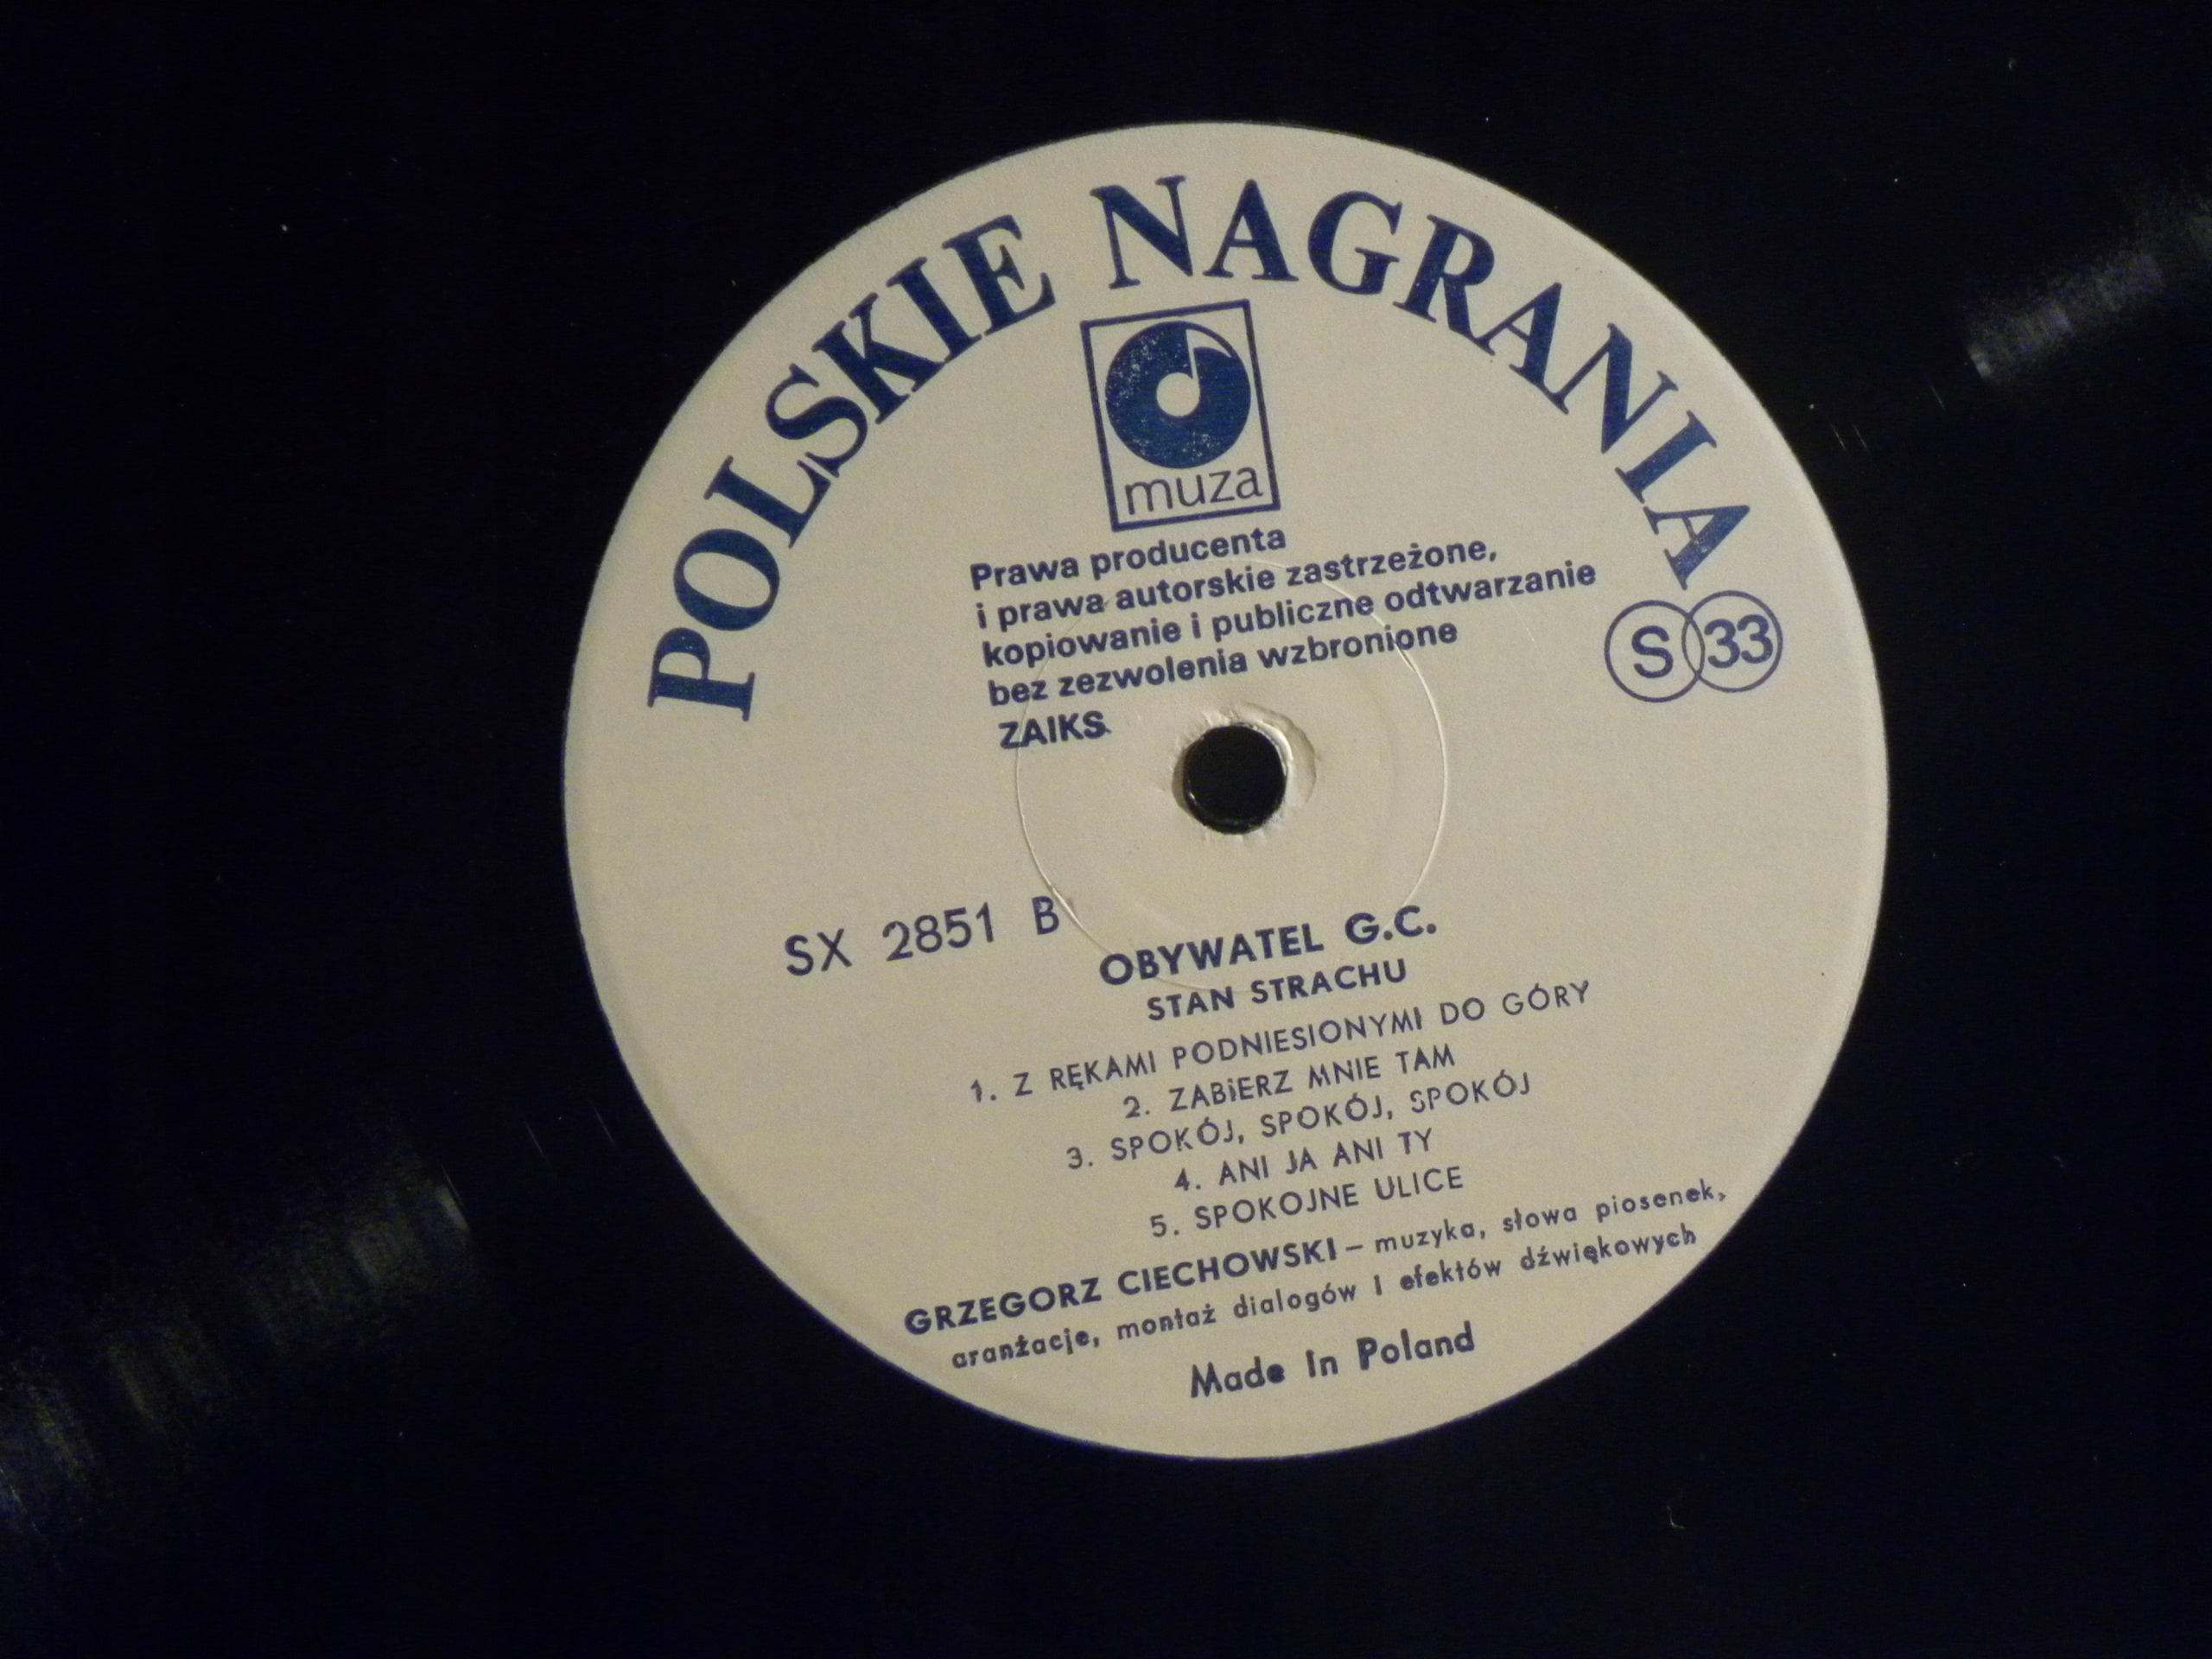 POLSKIE NAGRANIA
muza
Prawa producenta
i prawa autorskie zastrzeżone,
kopiowanie i publiczne odtwarzanie
bez zezwolenia wzbronione
ZAIKS
S 33
SX 2851 B
OBYWATEL G.C.
STAN STRACHU
1. Z RĘKAMI PODNIESIONYMI DO GÓRY
2. ZABIERZ MNIE TAM
3. SPOKÓJ, SPOKÓJ, SPOKÓJ
4. ANI JA ANI TY
5. SPOKOJNE ULICE
GRZEGORZ CIECHOWSKI – muzyka, słowa piosenek,
aranżacje, montaż dialogów i efektów dźwiękowych
Made in Poland